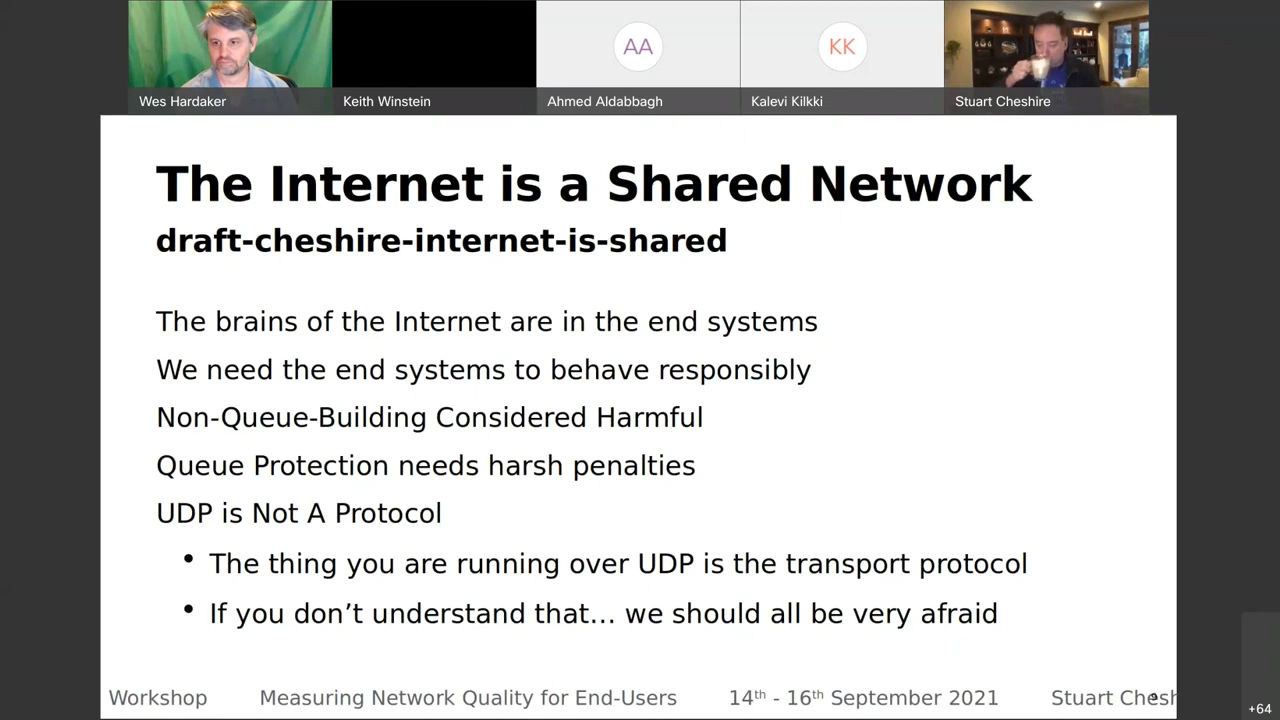 Wes Hardaker
Keith Winstein
AA
Ahmed Aldabbagh
KK
Kalevi Kilkki
Stuart Cheshire
The Internet is a Shared Network
draft-cheshire-internet-is-shared
The brains of the Internet are in the end systems
We need the end systems to behave responsibly
Non-Queue-Building Considered Harmful
Queue Protection needs harsh penalties
UDP is Not A Protocol
• The thing you are running over UDP is the transport protocol
• If you don’t understand that… we should all be very afraid
Workshop Measuring Network Quality for End-Users 14th - 16th September 2021 Stuart Chesh
+64